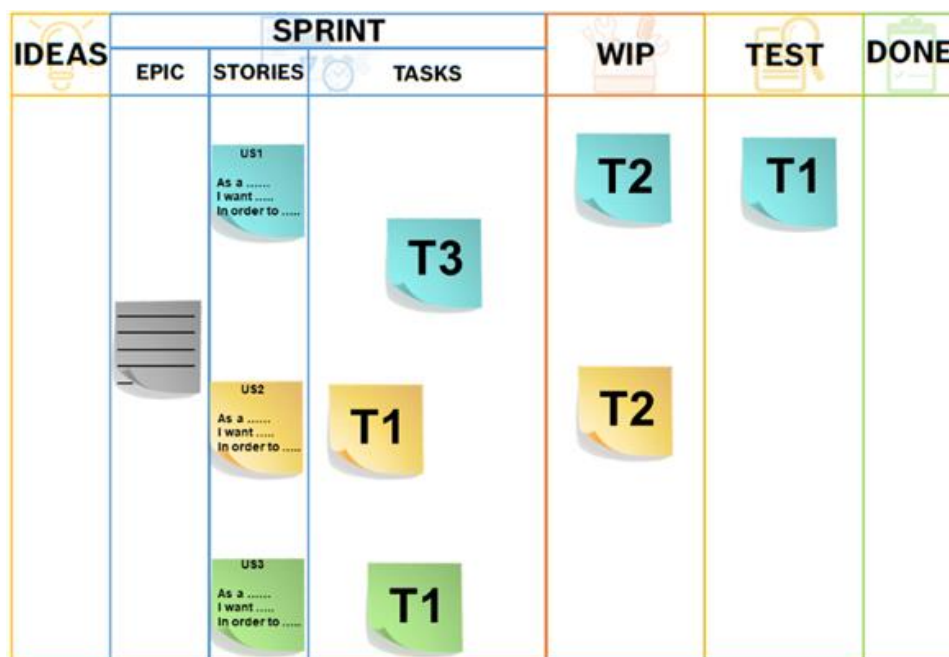 IDEAS
SPRINT
WIP
TEST
DONE
EPIC
STORIES
TASKS
US1
As a ......
I want .....
In order to .....
T2
T1
T3
US2
As a ......
I want .....
In order to .....
T1
T2
US3
As a ......
I want .....
In order to .....
T1